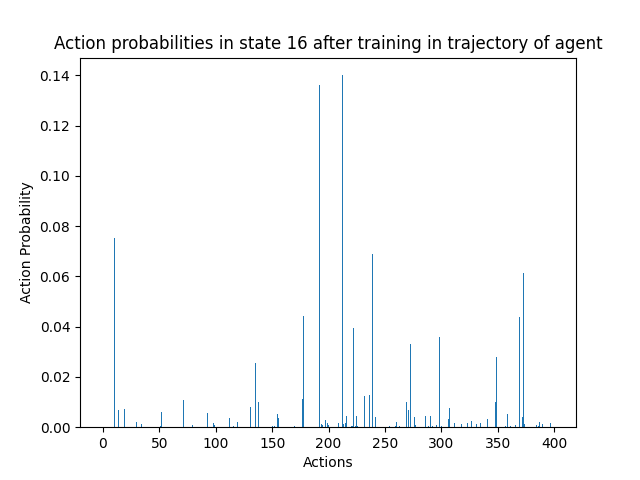 Action probabilities in state 16 after training in trajectory of agent
0.14
0.12
0.10
0.08
0.06
0.04
0.02
0.00
Action Probability
0 50 100 150 200 250 300 350 400
Actions